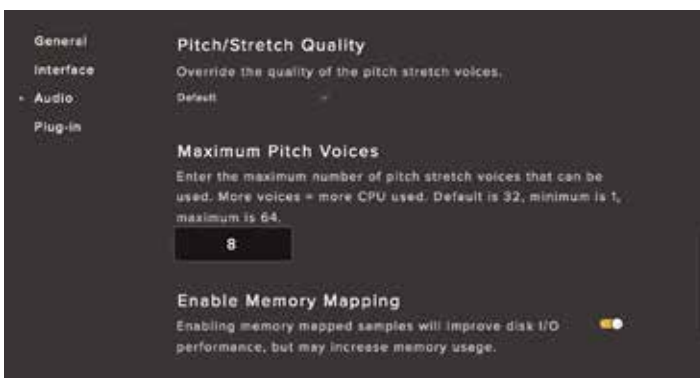 General
Interface
Audio
Plug-in
Pitch/Stretch Quality
Override the quality of the pitch stretch voices.
Default
Maximum Pitch Voices
Enter the maximum number of pitch stretch voices that can be
used. More voices = more CPU used. Default is 32, minimum is 1,
maximum is 64.
8
Enable Memory Mapping
Enabling memory mapped samples will improve disk I/O
performance, but may increase memory usage.